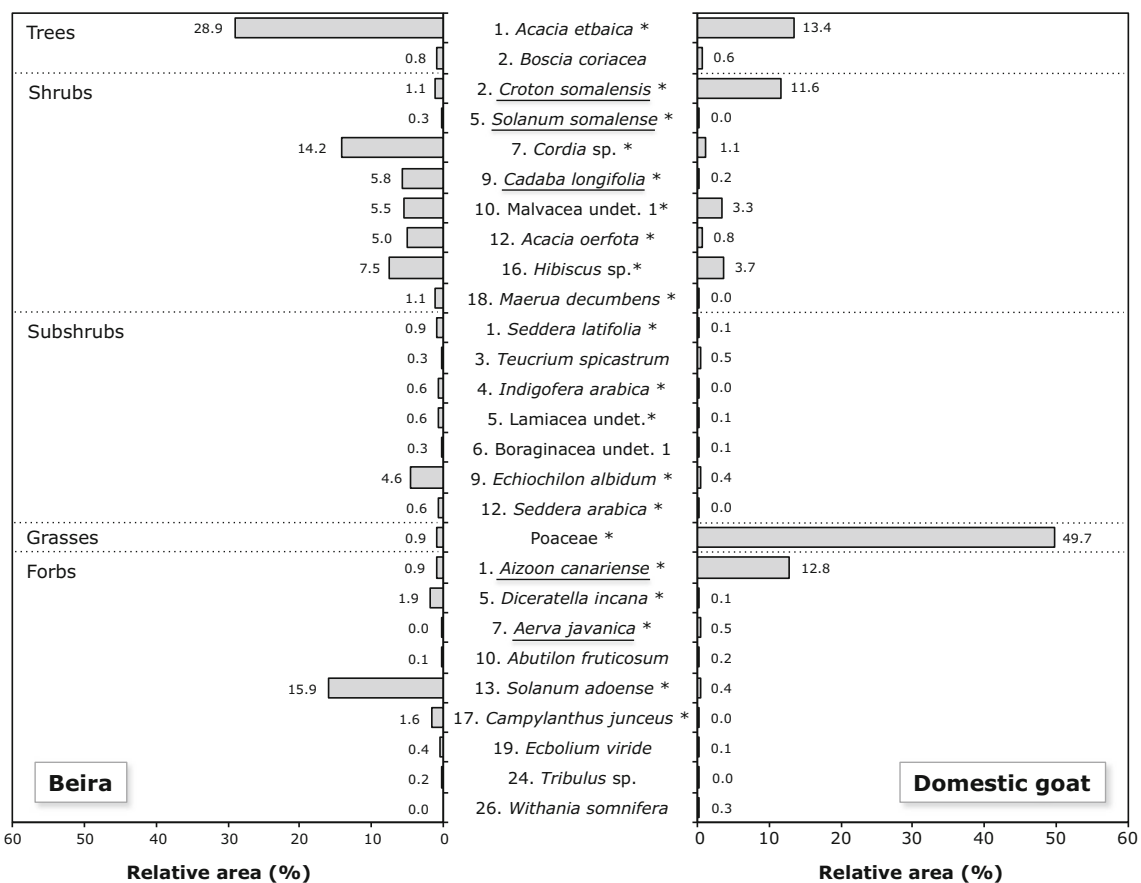 Trees 28.9 1. Acacia etbaica * 13.4
0.8 2. Boscia coriacea 0.6
Shrubs 1.1 2. Croton somalensis * 11.6
0.3 5. Solanum somalense * 0.0
14.2 7. Cordia sp. * 1.1
5.8 9. Cadaba longifolia * 0.2
5.5 10. Malvacea undet. 1* 3.3
5.0 12. Acacia oerfota * 0.8
7.5 16. Hibiscus sp.* 3.7
1.1 18. Maerua decumbens * 0.0
Subshrubs 0.9 1. Seddera latifolia * 0.1
0.3 3. Teucrium spicastrum 0.5
0.6 4. Indigofera arabica * 0.0
0.6 5. Lamiacea undet.* 0.1
0.3 6. Boraginacea undet. 1 0.1
4.6 9. Echiochilon albidum * 0.4
0.6 12. Seddera arabica * 0.0
Grasses 0.9 Poaceae * 49.7
Forbs 0.9 1. Aizoon canariense * 12.8
1.9 5. Diceratella incana * 0.1
0.0 7. Aerva javanica * 0.5
0.1 10. Abutilon fruticosum 0.2
15.9 13. Solanum adoense * 0.4
1.6 17. Campylanthus junceus * 0.0
0.4 19. Ecbolium viride 0.1
Beira 0.2 24. Tribulus sp. 0.0 Domestic goat
0.0 26. Withania somnifera 0.3
60 50 40 30 20 10 0 0 10 20 30 40 50 60
Relative area (%) Relative area (%)